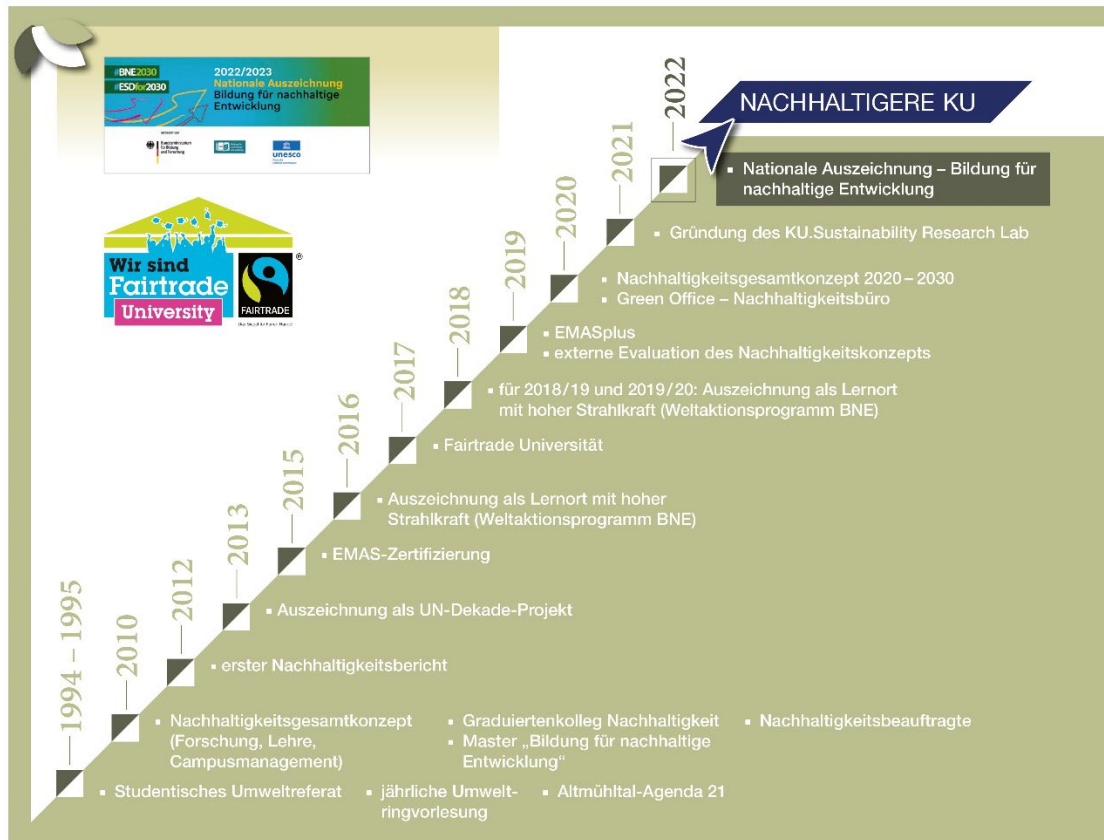 #BNE2030
#ESDfor2030
2022/2023
Nationale Auszeichnung
Bildung für nachhaltige
Entwicklung
Bundesministerium
für Bildung
und Forschung
unesco
Wir sind
Fairtrade
University
®
FAIRTRADE
2022
NACHHALTIGERE KU
▪ Nationale Auszeichnung – Bildung für
nachhaltige Entwicklung
2021
▪ Gründung des KU.Sustainability Research Lab
2020
▪ Nachhaltigkeitsgesamtkonzept 2020 – 2030
▪ Green Office – Nachhaltigkeitsbüro
2019
▪ EMASplus
▪ externe Evaluation des Nachhaltigkeitskonzepts
2018
▪ für 2018/19 und 2019/20: Auszeichnung als Lernort
mit hoher Strahlkraft (Weltaktionsprogramm BNE)
2017
▪ Fairtrade Universität
2016
▪ Auszeichnung als Lernort mit hoher
Strahlkraft (Weltaktionsprogramm BNE)
2015
▪ EMAS-Zertifizierung
2013
▪ Auszeichnung als UN-Dekade-Projekt
2012
▪ erster Nachhaltigkeitsbericht
2010
▪ Nachhaltigkeitsgesamtkonzept
(Forschung, Lehre,
Campusmanagement)
▪ Graduiertenkolleg Nachhaltigkeit
▪ Master „Bildung für nachhaltige
Entwicklung“
▪ Nachhaltigkeitsbeauftragte
1994 – 1995
▪ Studentisches Umweltreferat
▪ jährliche Umwelt-
ringvorlesung
▪ Altmühltal-Agenda 21